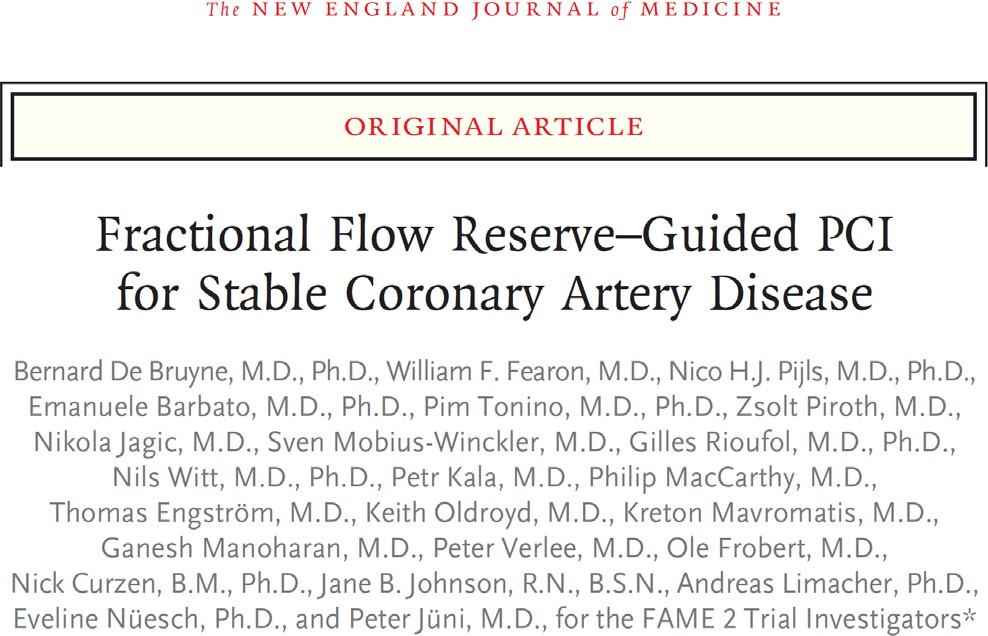 The NEW ENGLAND JOURNAL of MEDICINE
ORIGINAL ARTICLE
Fractional Flow Reserve–Guided PCI
for Stable Coronary Artery Disease
Bernard De Bruyne, M.D., Ph.D., William F. Fearon, M.D., Nico H.J. Pijls, M.D., Ph.D.,
Emanuele Barbato, M.D., Ph.D., Pim Tonino, M.D., Ph.D., Zsolt Piroth, M.D.,
Nikola Jagic, M.D., Sven Mobius-Winckler, M.D., Gilles Rioufol, M.D., Ph.D.,
Nils Witt, M.D., Ph.D., Petr Kala, M.D., Philip MacCarthy, M.D.,
Thomas Engström, M.D., Keith Oldroyd, M.D., Kreton Mavromatis, M.D.,
Ganesh Manoharan, M.D., Peter Verlee, M.D., Ole Frobert, M.D.,
Nick Curzen, B.M., Ph.D., Jane B. Johnson, R.N., B.S.N., Andreas Limacher, Ph.D.,
Eveline Nüesch, Ph.D., and Peter Jüni, M.D., for the FAME 2 Trial Investigators*